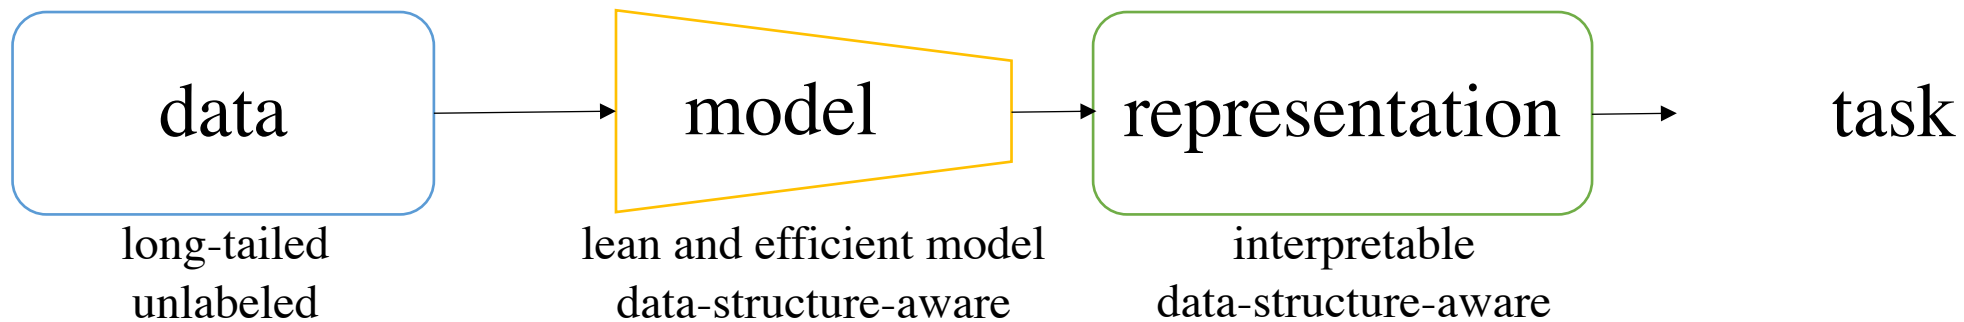 data
model
representation
task
long-tailed
unlabeled
lean and efficient model
data-structure-aware
interpretable
data-structure-aware